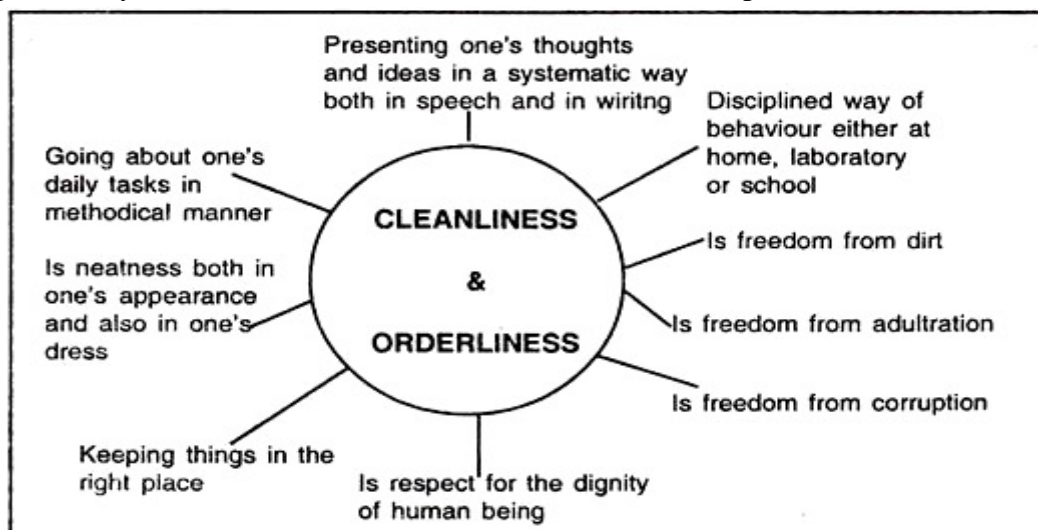 Presenting one's thoughts
and ideas in a systematic way
both in speech and in wiritng
Disciplined way of
behaviour either at
home, laboratory
or school
Going about one's
daily tasks in
methodical manner
CLEANLINESS
&
ORDERLINESS
Is freedom from dirt
Is neatness both in
one's appearance
and also in one's
dress
Is freedom from adultration
Is freedom from corruption
Keeping things in the
right place
Is respect for the dignity
of human being